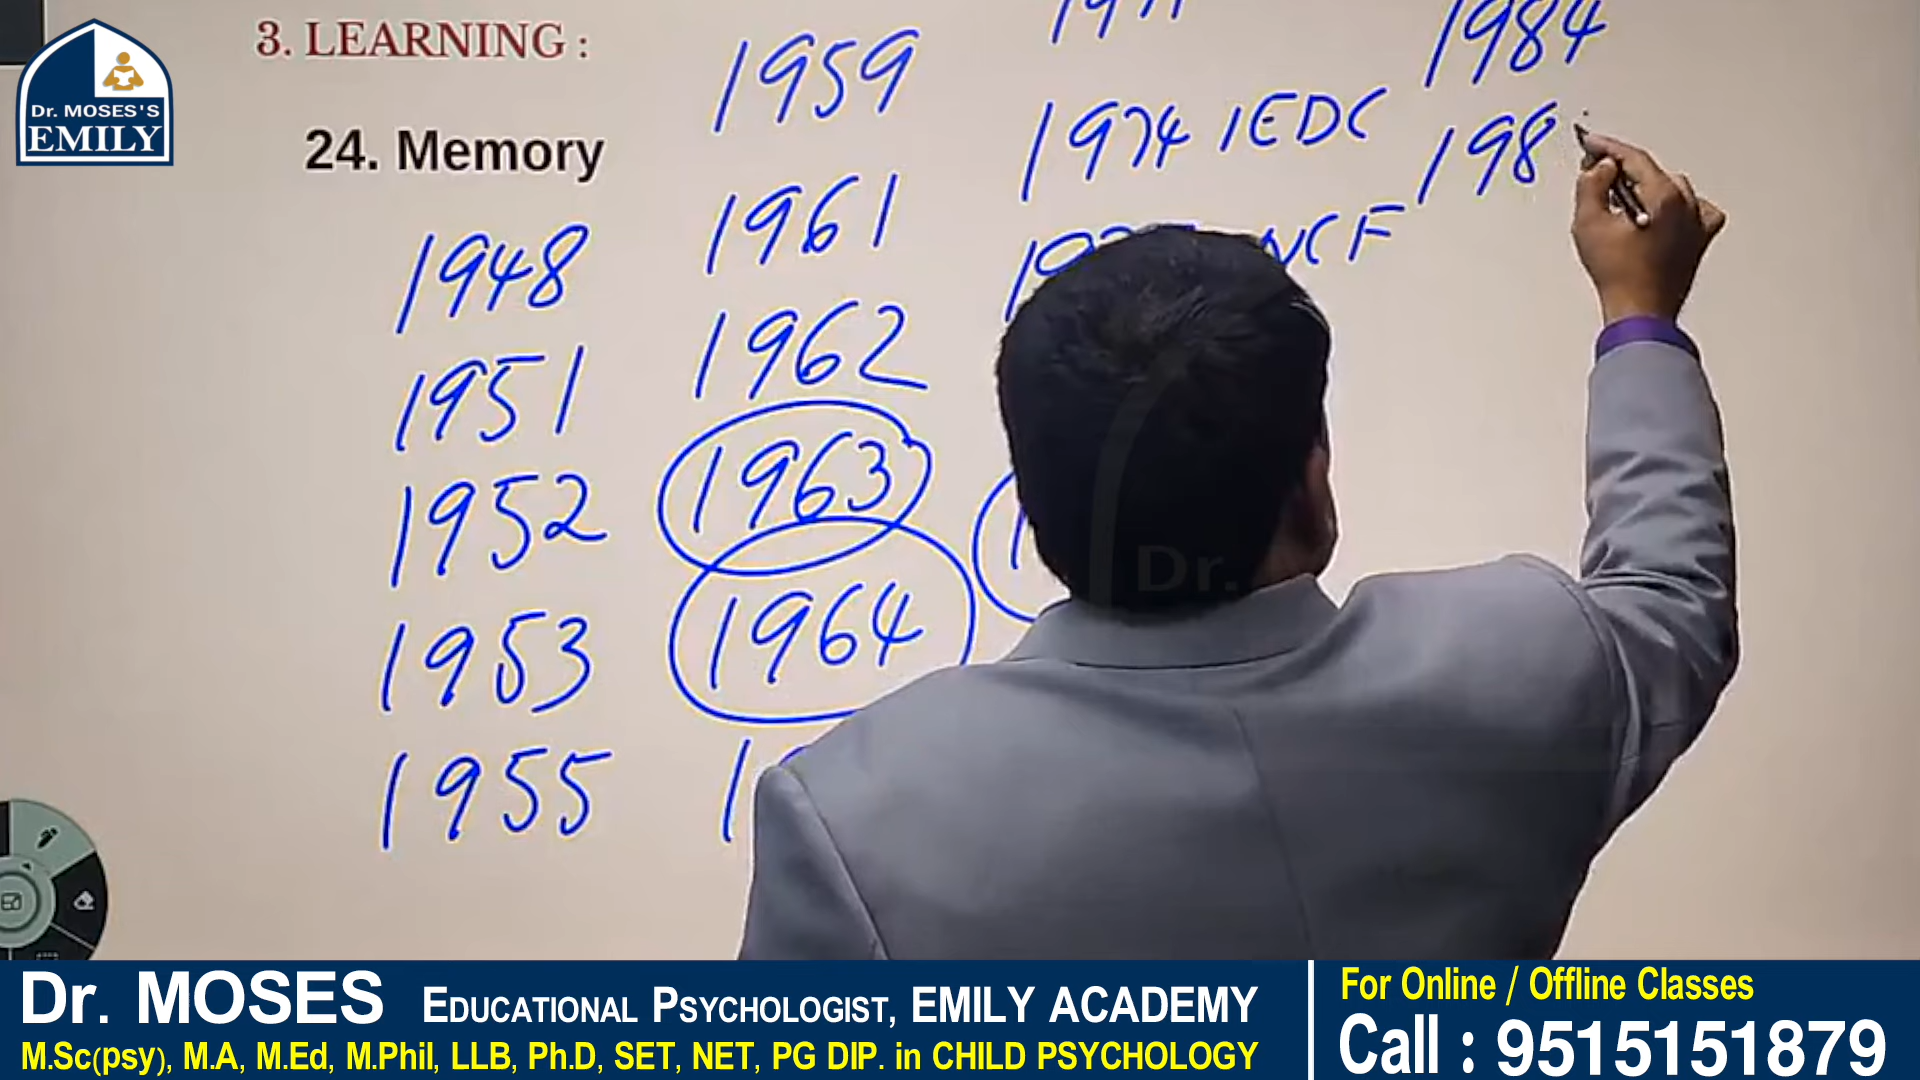 Dr. MOSES'S
EMILY
3. LEARNING :
24. Memory
1948
1951
1952
1953
1955
1959
1961
1962
1963
1964
1974 IEDC
NCF
1984
198
Dr.
Dr. MOSES EDUCATIONAL PSYCHOLOGIST, EMILY ACADEMY
M.Sc(psy), M.A, M.Ed, M.Phil, LLB, Ph.D, SET, NET, PG DIP. in CHILD PSYCHOLOGY
For Online / Offline Classes
Call : 9515151879